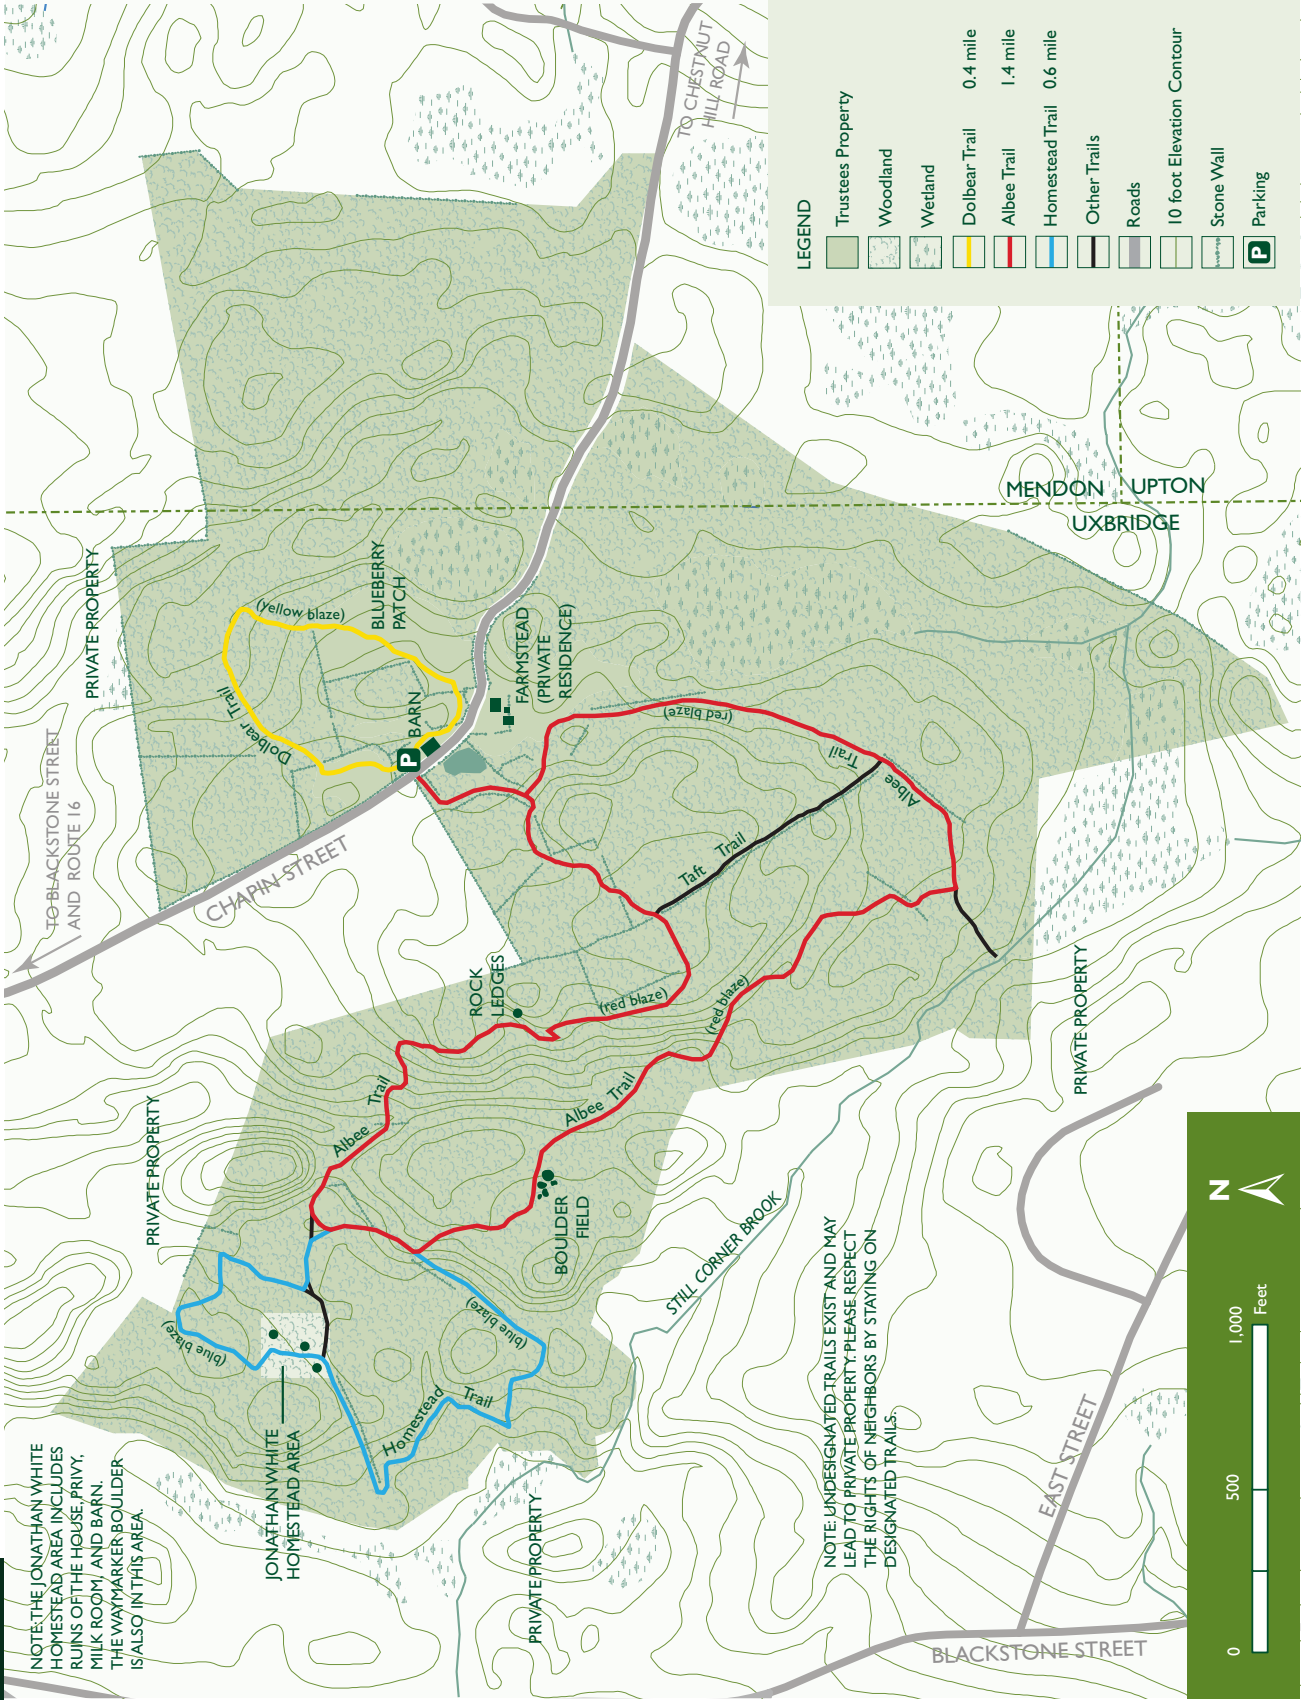 NOTE: THE JONATHAN WHITE
HOMESTEAD AREA INCLUDES
RUINS OF THE HOUSE, PRIVY,
MILK ROOM, AND BARN.
THE WAYMARKER BOULDER
IS ALSO IN THIS AREA.
JONATHAN WHITE
HOMESTEAD AREA
PRIVATE PROPERTY
TO BLACKSTONE STREET
AND ROUTE 16
CHAPIN STREET
PRIVATE PROPERTY
Dolbear Trail
(yellow blaze)
BLUEBERRY
PATCH
BARN
P
FARMSTEAD
(PRIVATE
RESIDENCE)
ROCK
LEDGES
(red blaze)
Albee Trail
(blue blaze)
(blue blaze)
Homestead Trail
BOULDER
FIELD
Albee Trail
(red blaze)
Taft Trail
(red blaze)
Albee Trail
STILL CORNER BROOK
PRIVATE PROPERTY
PRIVATE PROPERTY
MENDON
UPTON
UXBRIDGE
TO CHESTNUT
HILL ROAD
NOTE: UNDESIGNATED TRAILS EXIST AND MAY
LEAD TO PRIVATE PROPERTY. PLEASE RESPECT
THE RIGHTS OF NEIGHBORS BY STAYING ON
DESIGNATED TRAILS.
EAST STREET
BLACKSTONE STREET
LEGEND
Trustees Property
Woodland
Wetland
Dolbear Trail 0.4 mile
Albee Trail 1.4 mile
Homestead Trail 0.6 mile
Other Trails
Roads
10 foot Elevation Contour
Stone Wall
P Parking
N
0 500 1,000
Feet